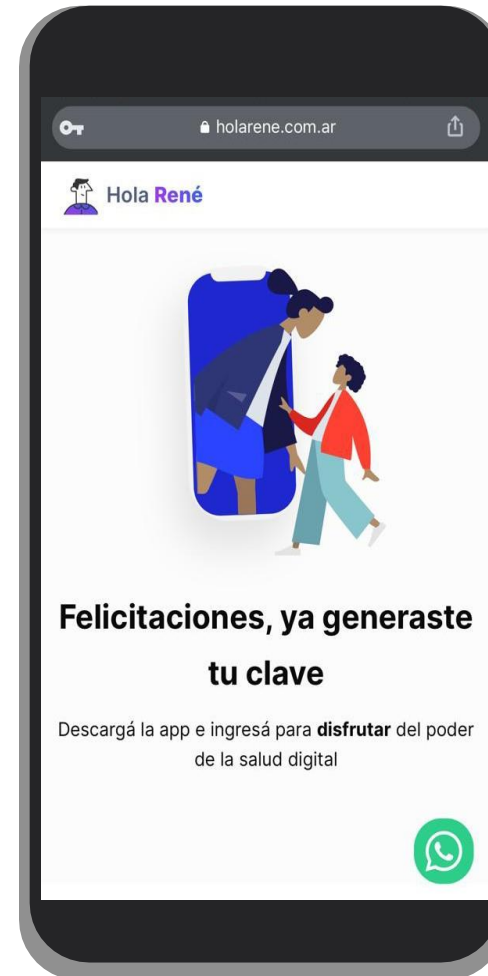 holarene.com.ar
Hola René
Felicitaciones, ya generaste
tu clave
Descargá la app e ingresá para disfrutar del poder
de la salud digital